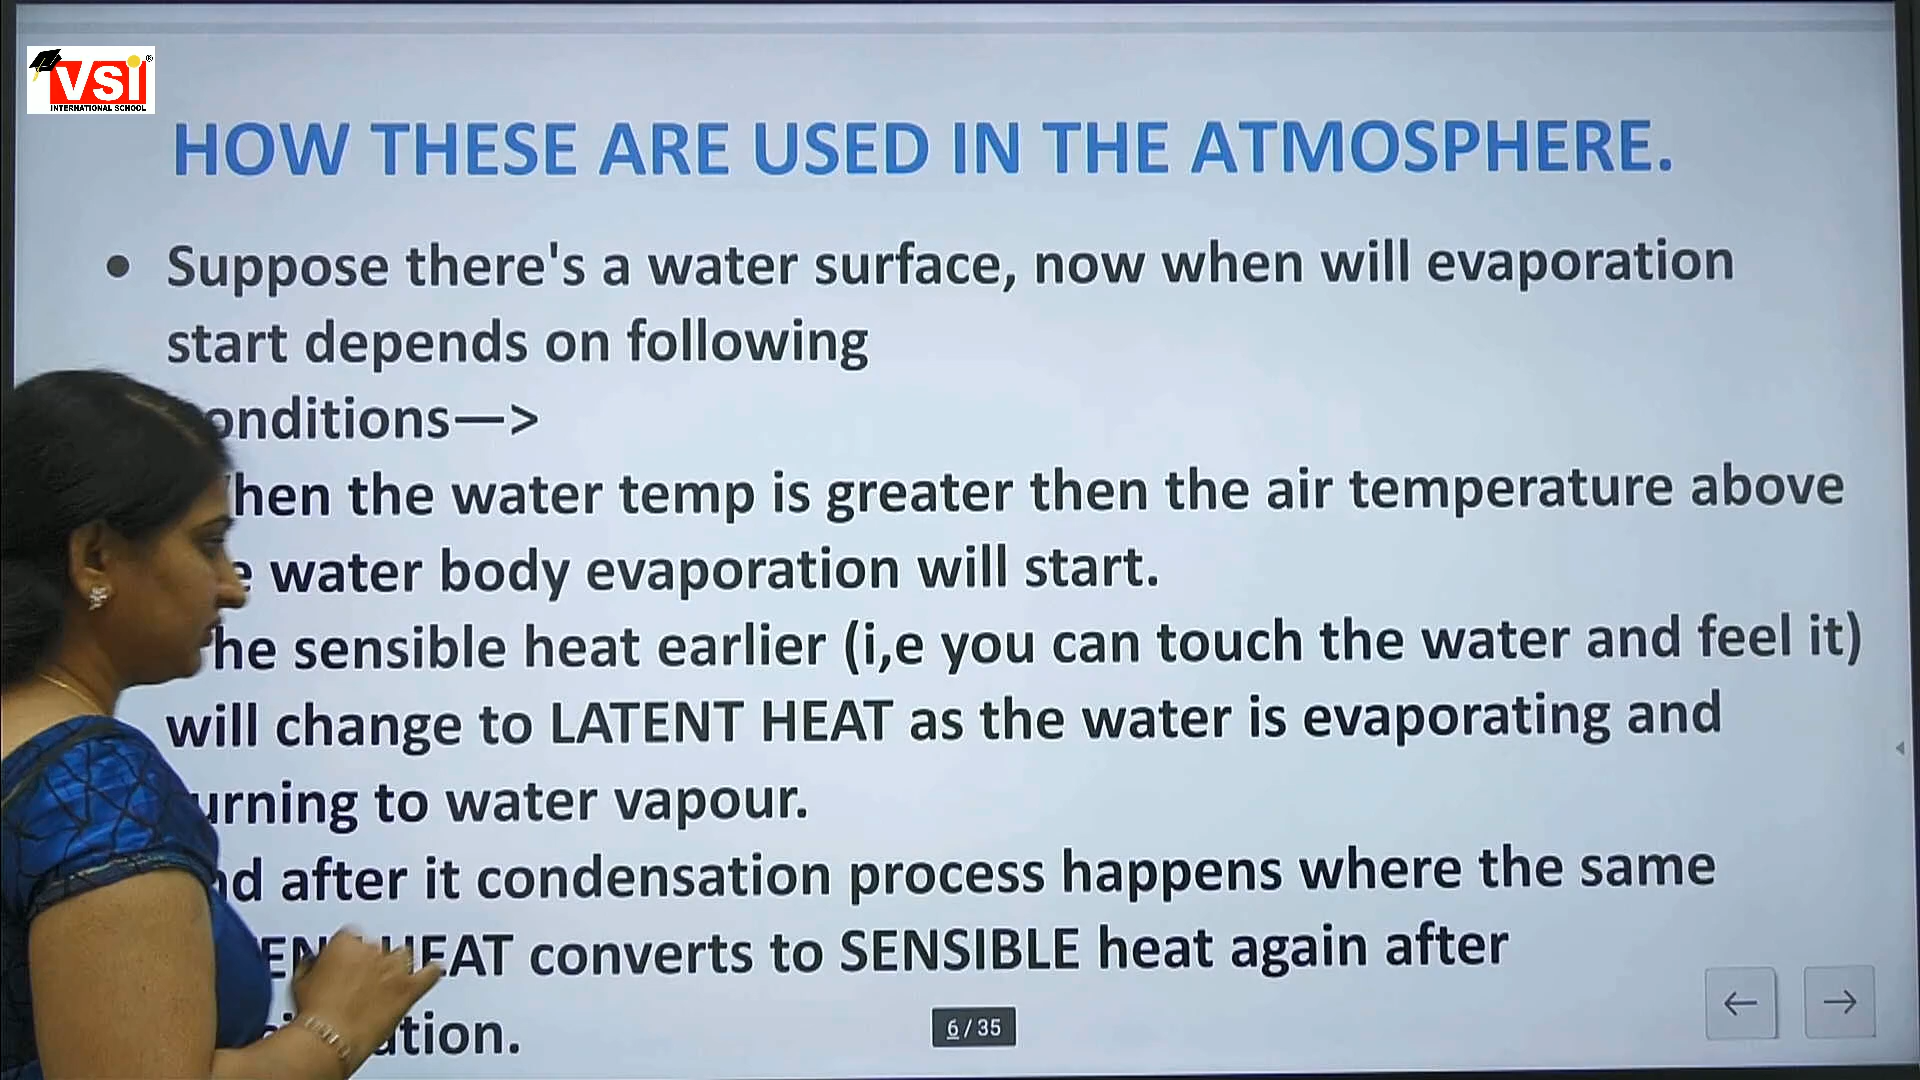 VSI
INTERNATIONAL SCHOOL
HOW THESE ARE USED IN THE ATMOSPHERE.
• Suppose there's a water surface, now when will evaporation
start depends on following
onditions—>
hen the water temp is greater then the air temperature above
e water body evaporation will start.
he sensible heat earlier (i,e you can touch the water and feel it)
will change to LATENT HEAT as the water is evaporating and
urning to water vapour.
nd after it condensation process happens where the same
HEAT converts to SENSIBLE heat again after
6 / 35